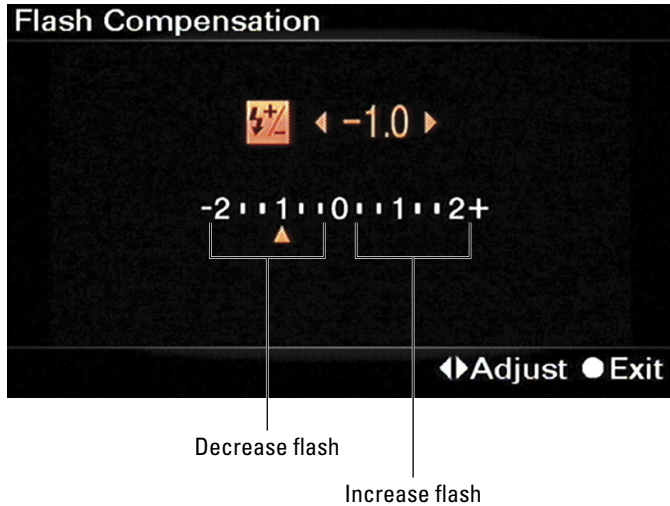 Flash Compensation
-1.0
-2 1 0 1 2+
Adjust Exit
Decrease flash
Increase flash